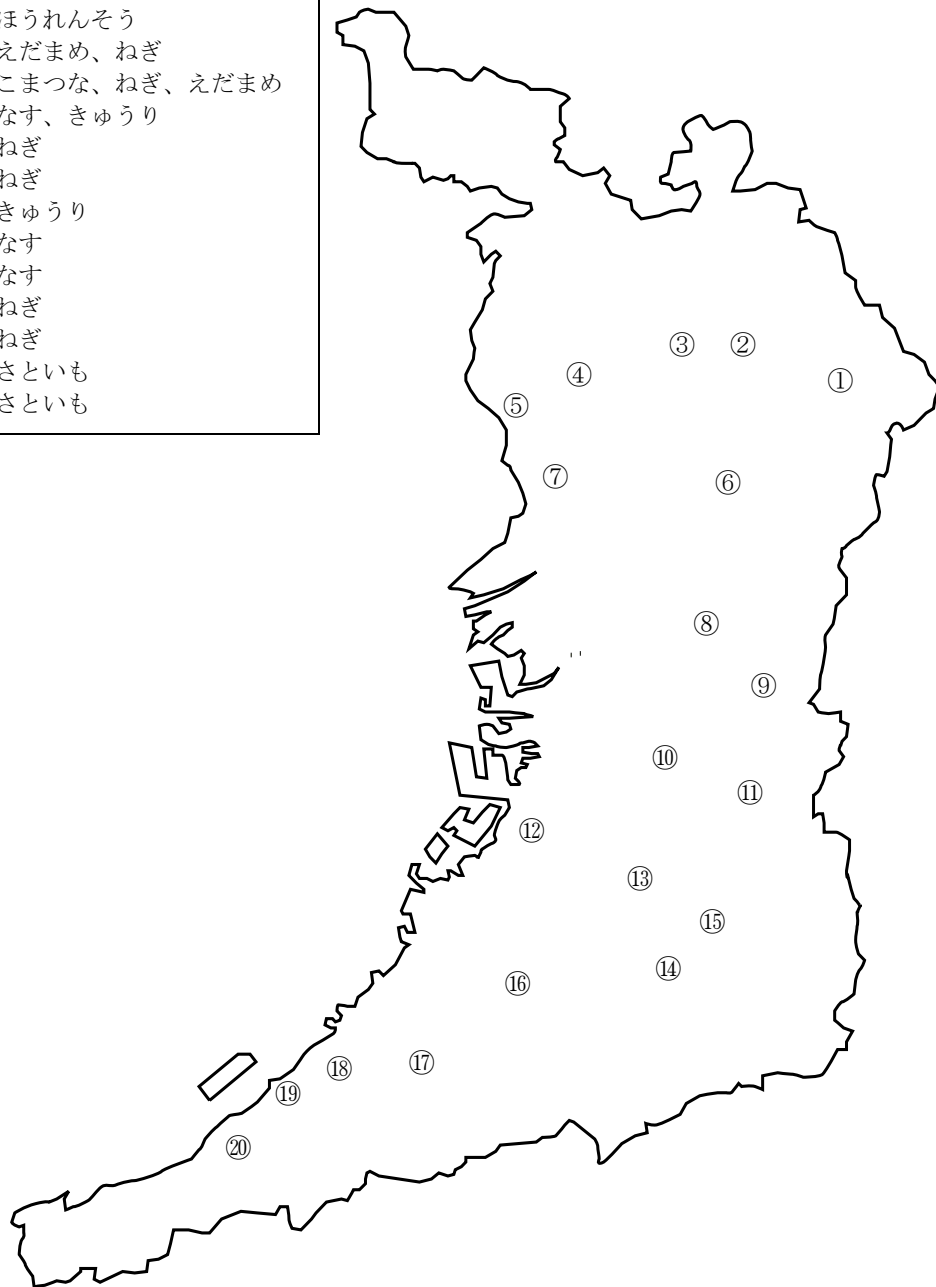 ほうれんそう
えだまめ、ねぎ
こまつな、ねぎ、えだまめ
なす、きゅうり
ねぎ
ねぎ
きゅうり
なす
なす
ねぎ
ねぎ
さといも
さといも
③ ②
④ ①
⑤
⑦ ⑥
⑧
⑨
⑩
⑪
⑫
⑬
⑮
⑭
⑯
⑰
⑱
⑲
⑳